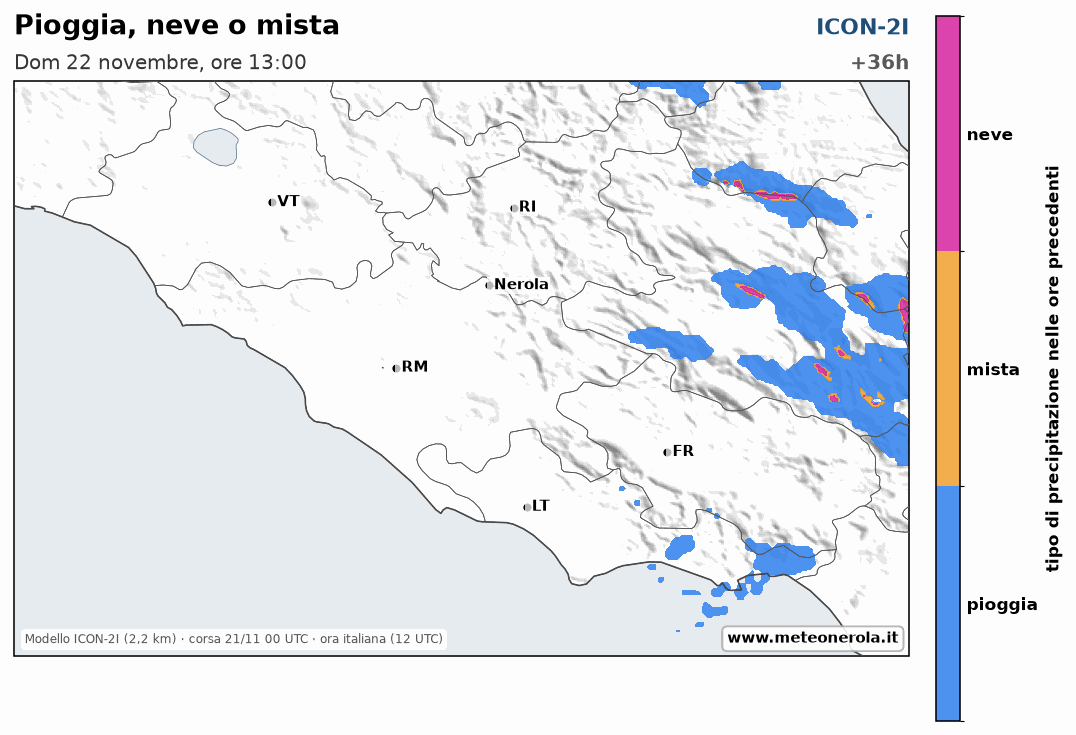 Pioggia, neve o mista
ICON-2I
Dom 22 novembre, ore 13:00
+36h
neve
mista
pioggia
tipo di precipitazione nelle ore precedenti
VT
RI
Nerola
RM
FR
LT
Modello ICON-2I (2,2 km) · corsa 21/11 00 UTC · ora italiana (12 UTC)
www.meteonerola.it